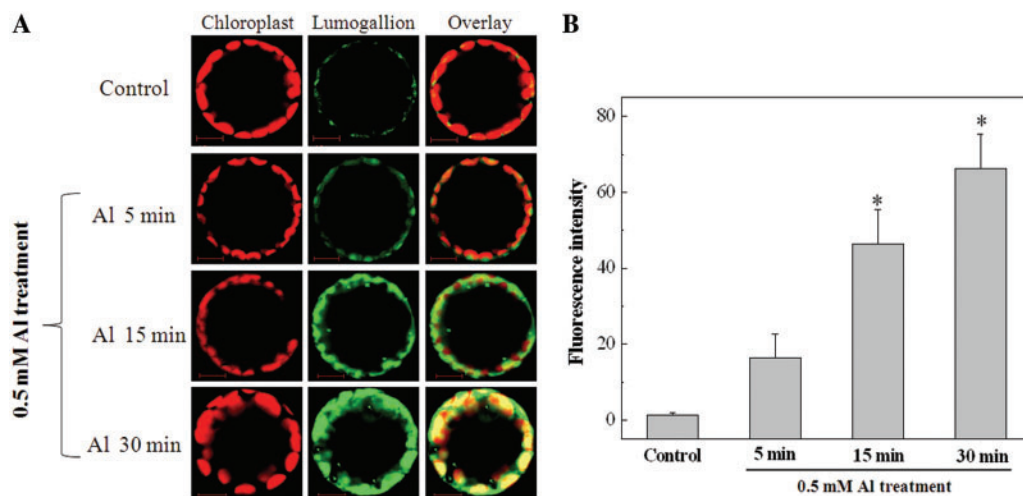 A
Chloroplast Lumogallion Overlay
Control
Al 5 min
Al 15 min
Al 30 min
0.5 mM Al treatment
B
Fluorescence intensity
80
60
40
20
0
*
*
Control 5 min 15 min 30 min
0.5 mM Al treatment